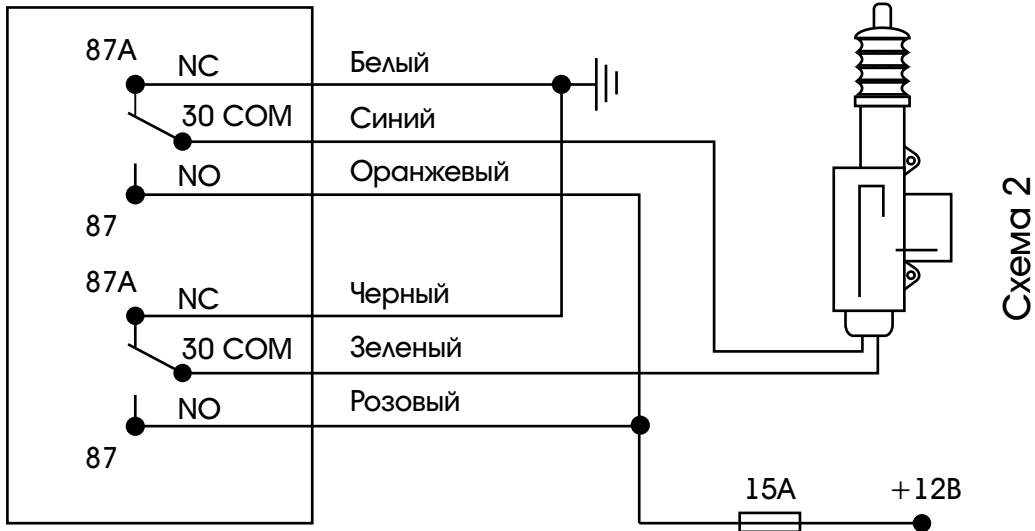 87A
NC Белый
30 COM Синий
NO Оранжевый
87
87A
NC Черный
30 COM Зеленый
NO Розовый
87
15A +12В
Схема 2